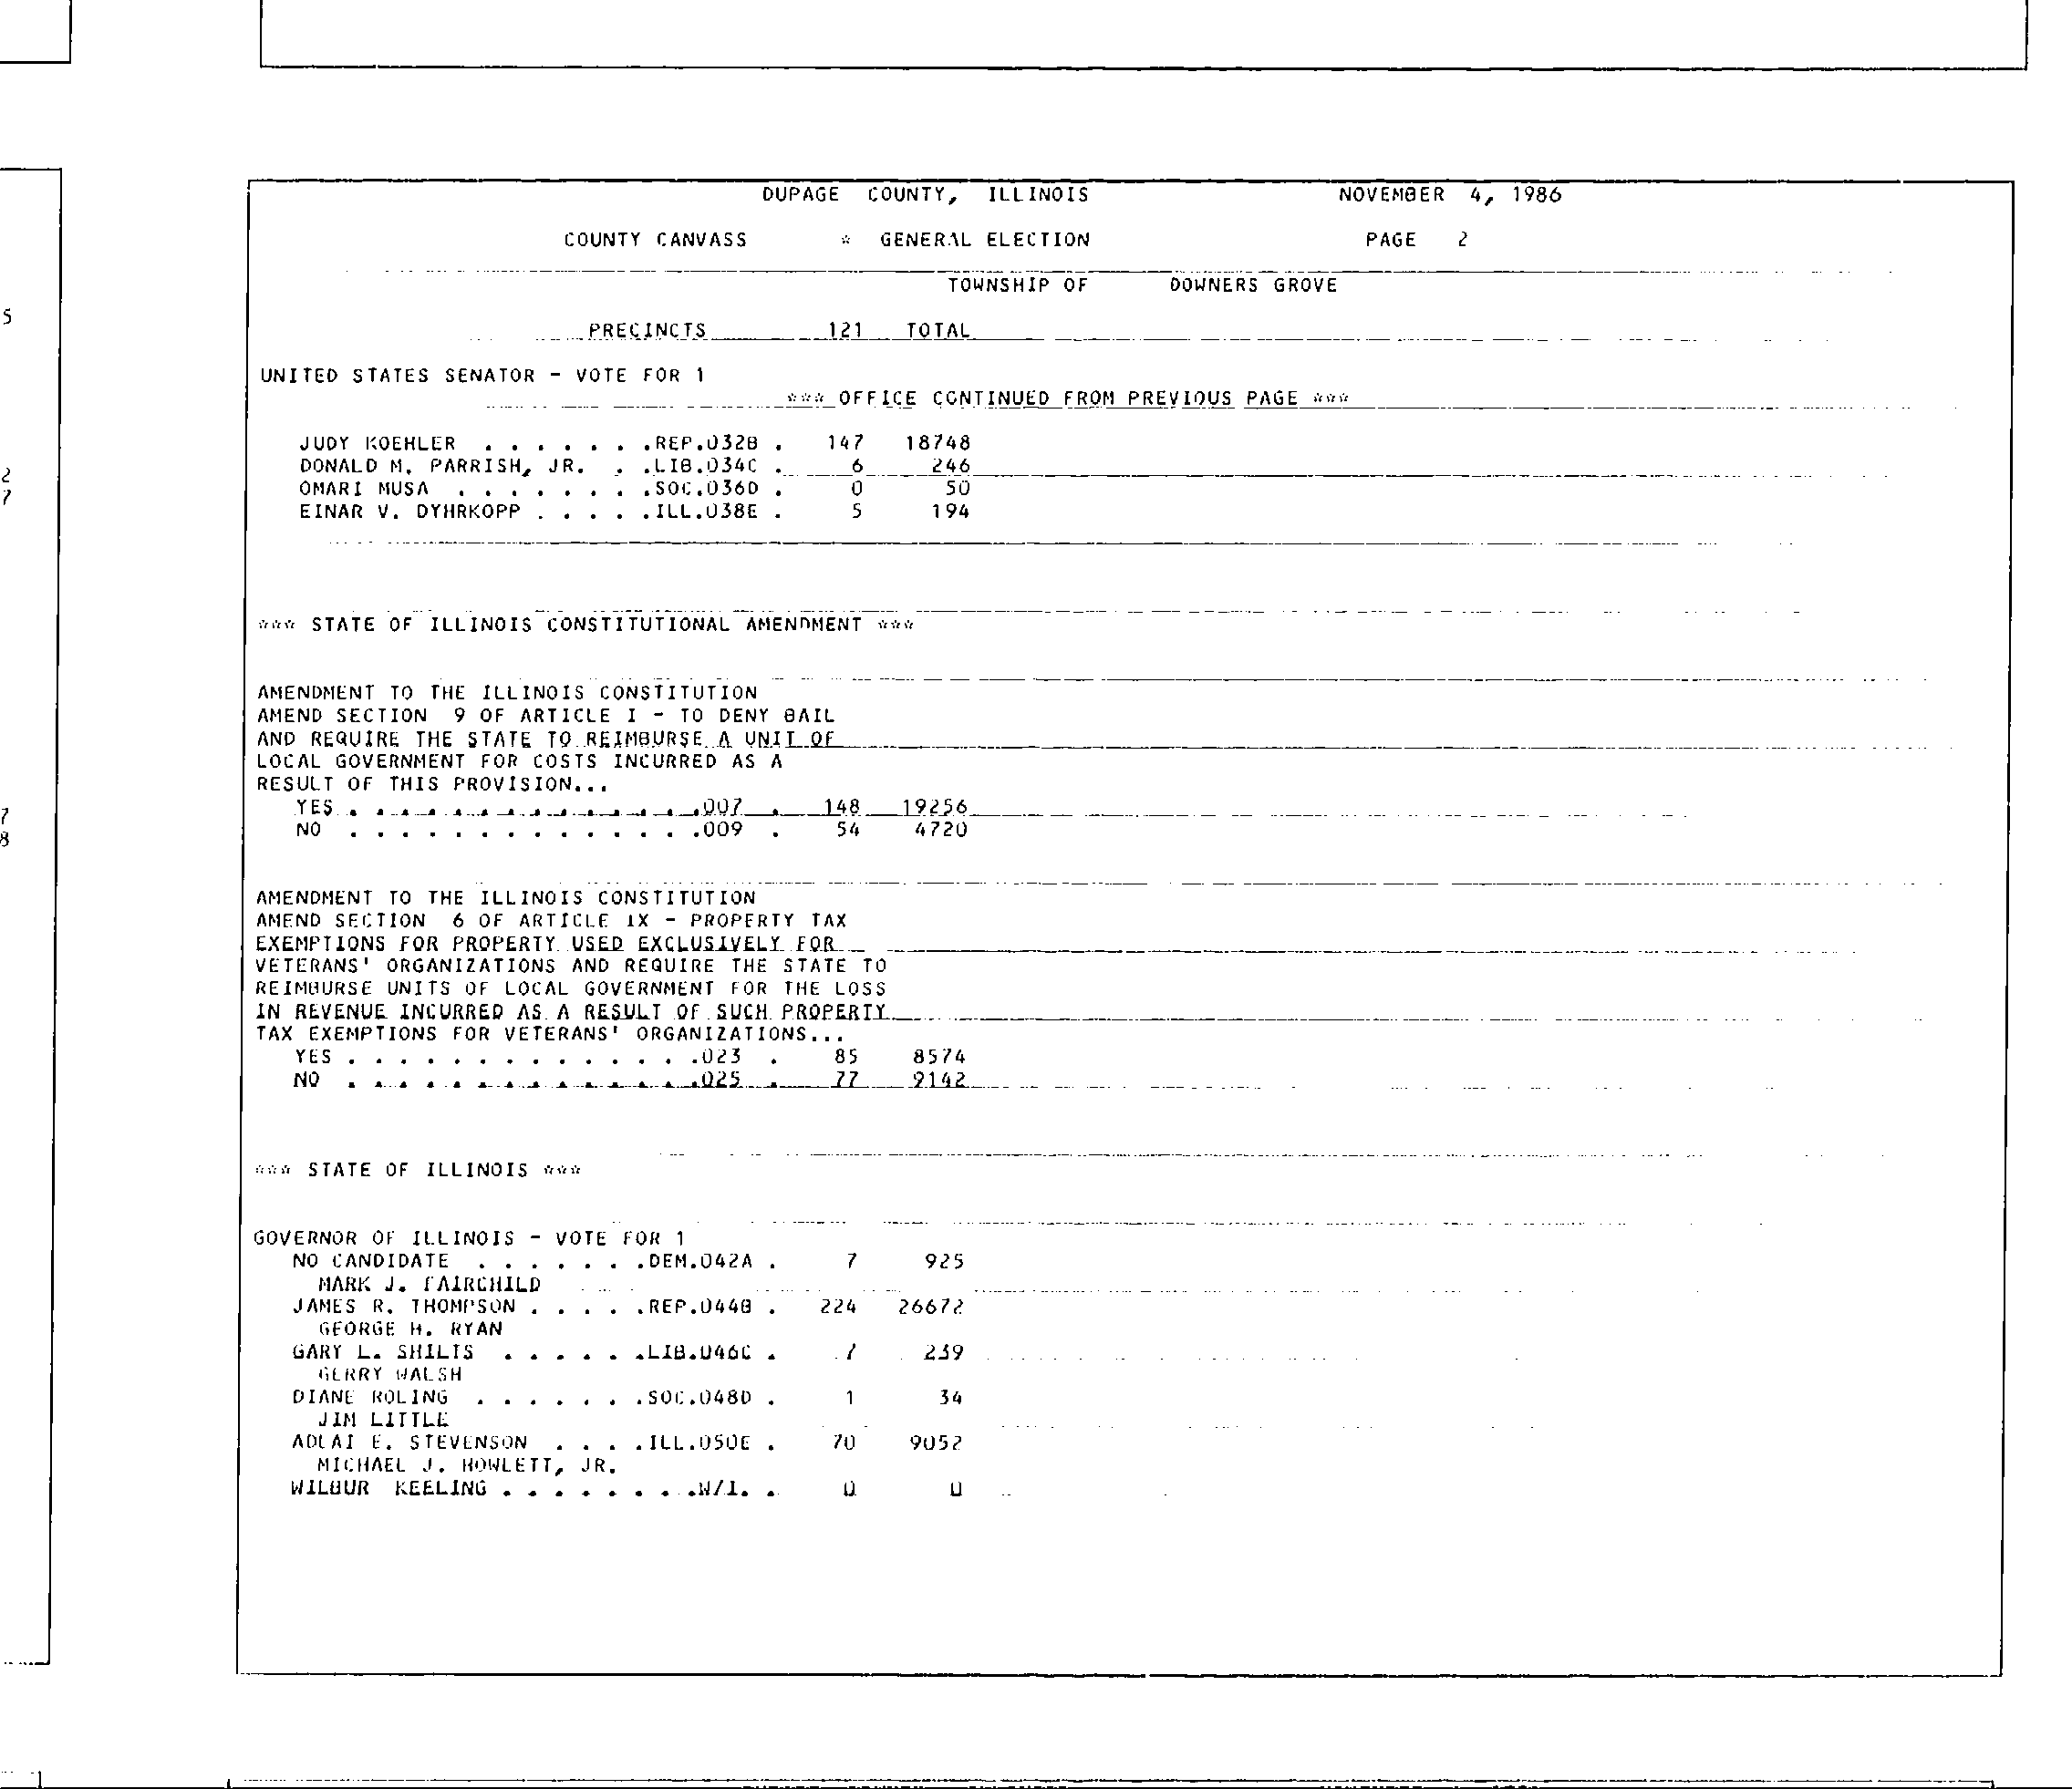 DUPAGE COUNTY, ILLINOIS NOVEMBER 4, 1986
COUNTY CANVASS * GENERAL ELECTION PAGE 2
TOWNSHIP OF DOWNERS GROVE
PRECINCTS 121 TOTAL
5
UNITED STATES SENATOR - VOTE FOR 1
*** OFFICE CONTINUED FROM PREVIOUS PAGE ***
JUDY KOEHLER . . . . . . .REP.032B . 147 18748
DONALD M. PARRISH, JR. . .LIB.034C . 6 246
2
OMARI MUSA . . . . . . . .SOC.036D . 0 50
7
EINAR V. DYHRKOPP . . . . .ILL.038E . 5 194
*** STATE OF ILLINOIS CONSTITUTIONAL AMENDMENT ***
AMENDMENT TO THE ILLINOIS CONSTITUTION
AMEND SECTION 9 OF ARTICLE I - TO DENY BAIL
AND REQUIRE THE STATE TO REIMBURSE A UNIT OF
LOCAL GOVERNMENT FOR COSTS INCURRED AS A
RESULT OF THIS PROVISION...
YES . . . . . . . . . . . . . .007 . 148 19256
7
NO . . . . . . . . . . . . . .009 . 54 4720
8
AMENDMENT TO THE ILLINOIS CONSTITUTION
AMEND SECTION 6 OF ARTICLE IX - PROPERTY TAX
EXEMPTIONS FOR PROPERTY USED EXCLUSIVELY FOR
VETERANS' ORGANIZATIONS AND REQUIRE THE STATE TO
REIMBURSE UNITS OF LOCAL GOVERNMENT FOR THE LOSS
IN REVENUE INCURRED AS A RESULT OF SUCH PROPERTY
TAX EXEMPTIONS FOR VETERANS' ORGANIZATIONS...
YES . . . . . . . . . . . . . .023 . 85 8574
NO . . . . . . . . . . . . . .025 . 77 9142
*** STATE OF ILLINOIS ***
GOVERNOR OF ILLINOIS - VOTE FOR 1
NO CANDIDATE . . . . . . .DEM.042A . 7 925
MARK J. FAIRCHILD
JAMES R. THOMPSON . . . . .REP.044B . 224 26672
GEORGE H. RYAN
GARY L. SHILTS . . . . . .LIB.046C . 7 239
GERRY WALSH
DIANE ROLING . . . . . . .SOC.048D . 1 34
JIM LITTLE
ADLAI E. STEVENSON . . . .ILL.050E . 70 9052
MICHAEL J. HOWLETT, JR.
WILBUR KEELING . . . . . . . .W/I. . 0 0